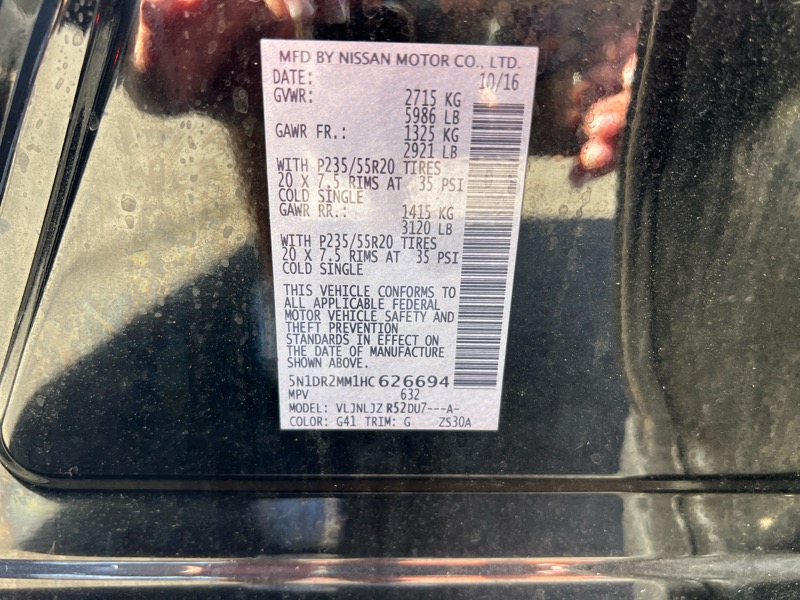 MFD BY NISSAN MOTOR CO., LTD.
DATE: 10/16
GVWR: 2715 KG
5986 LB
GAWR FR.: 1325 KG
2921 LB
WITH P235/55R20 TIRES
20 X 7.5 RIMS AT 35 PSI
COLD SINGLE
GAWR RR.: 1415 KG
3120 LB
WITH P235/55R20 TIRES
20 X 7.5 RIMS AT 35 PSI
COLD SINGLE
THIS VEHICLE CONFORMS TO
ALL APPLICABLE FEDERAL
MOTOR VEHICLE SAFETY AND
THEFT PREVENTION
STANDARDS IN EFFECT ON
THE DATE OF MANUFACTURE
SHOWN ABOVE.
5N1DR2MM1HC 626694
MPV 632
MODEL: VLJNLJZ R52DU7---A-
COLOR: G41 TRIM: G ZS30A